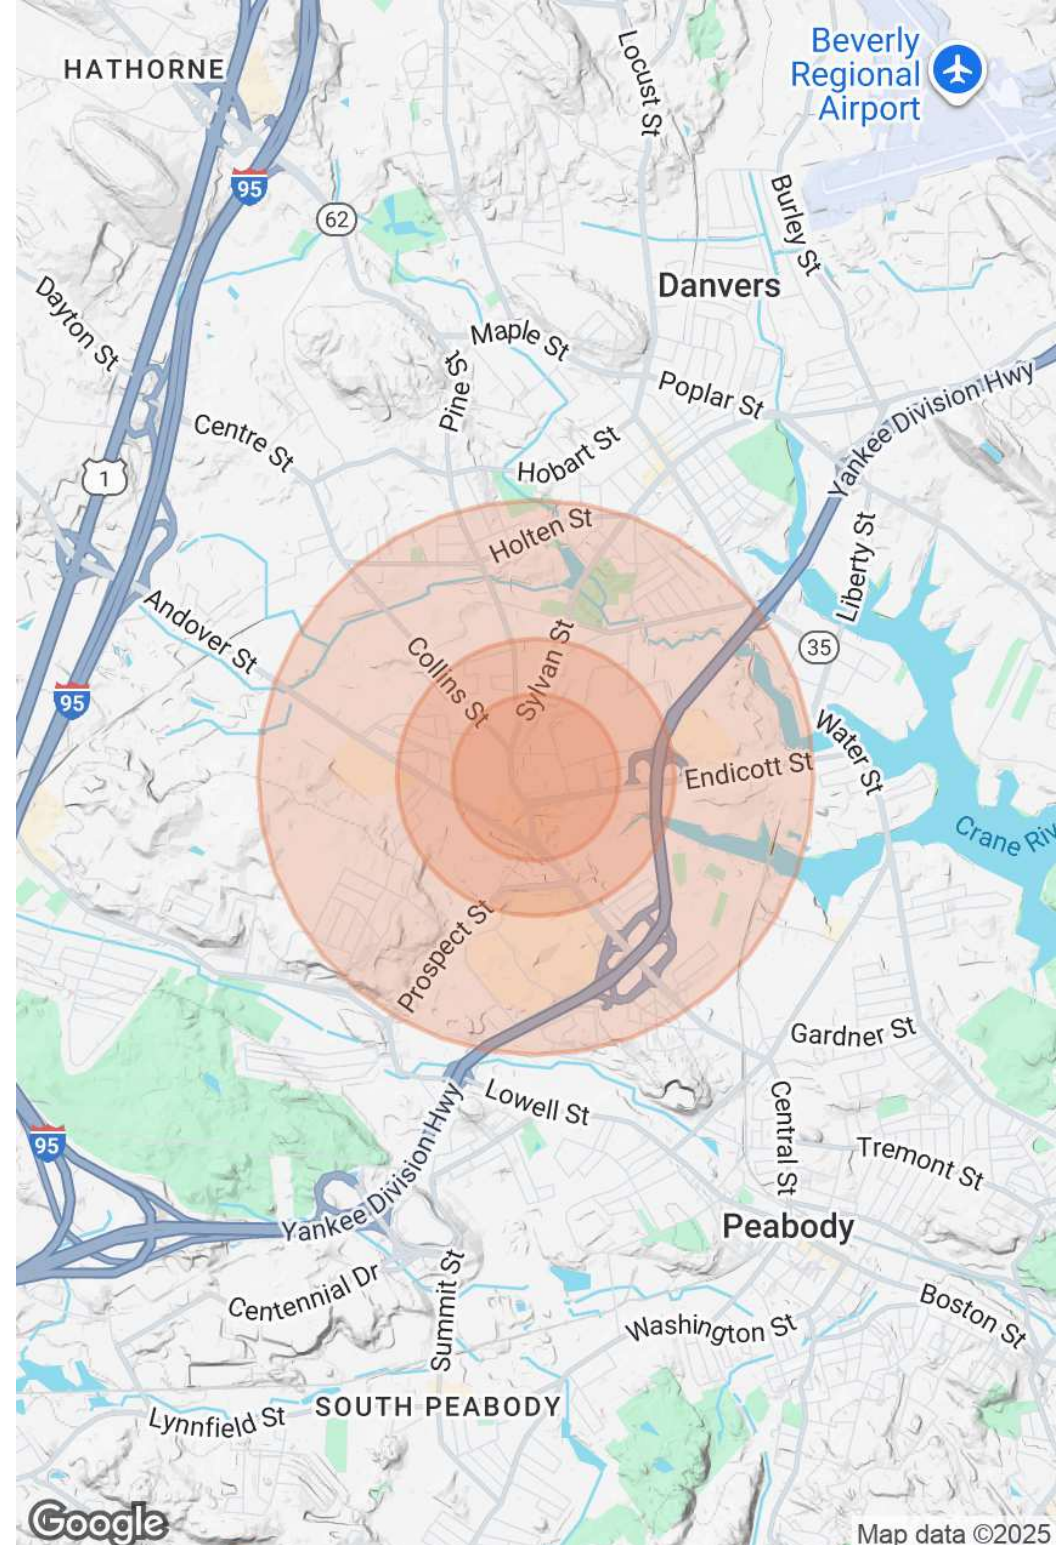 HATHORNE
Locust St
Beverly
Regional
Airport
95
62
Burley St
Danvers
Dayton St
Maple St
Pine St
Poplar St
Yankee Division Hwy
Centre St
Hobart St
1
Holten St
Liberty St
Andover St
35
Collins St
Sylvan St
95
Water St
Endicott St
Crane Riv
Prospect St
Gardner St
Lowell St
Central St
95
Tremont St
Yankee Division Hwy
Peabody
Centennial Dr
Summit St
Boston St
Washington St
Lynnfield St
SOUTH PEABODY
Google
Map data ©2025